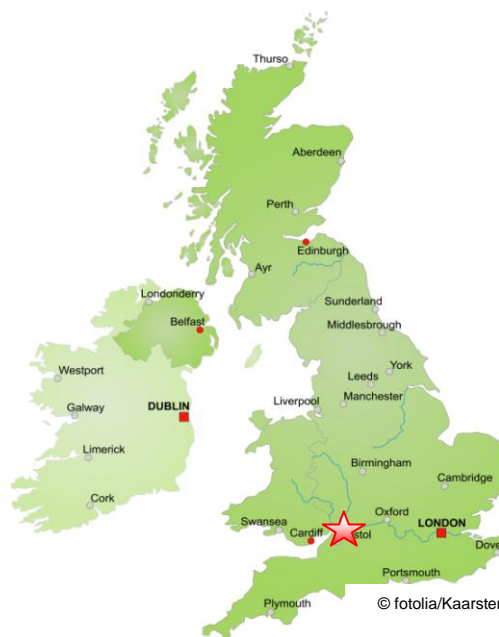 Thurso
Aberdeen
Perth
Edinburgh
Ayr
Londonderry
Belfast
Sunderland
Middlesbrough
Westport
York
Leeds
Manchester
Liverpool
Galway
DUBLIN
Limerick
Birmingham
Cambridge
Cork
Oxford
Swansea
Cardiff
stol
LONDON
Dove
Portsmouth
Plymouth
© fotolia/Kaarsten